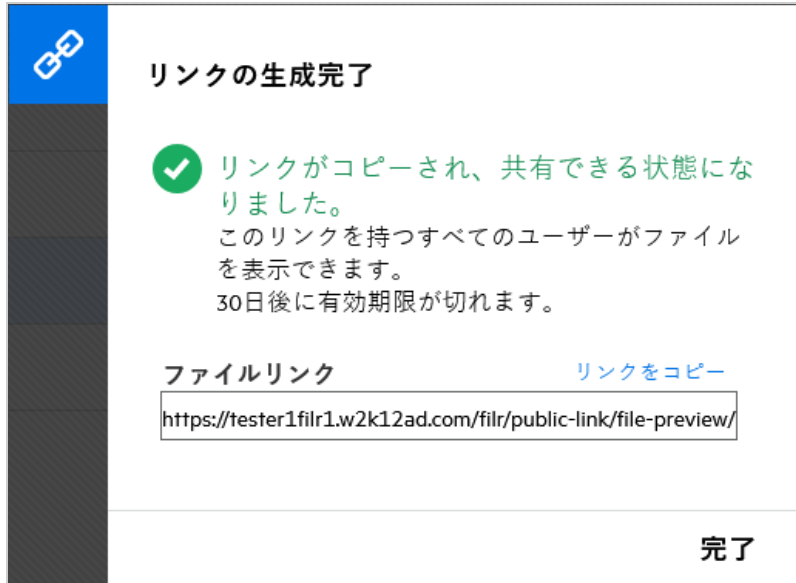 リンクの生成完了
リンクがコピーされ、共有できる状態にな
りました。
このリンクを持つすべてのユーザーがファイル
を表示できます。
30日後に有効期限が切れます。
ファイルリンク リンクをコピー
https://tester1filr1.w2k12ad.com/filr/public-link/file-preview/
完了